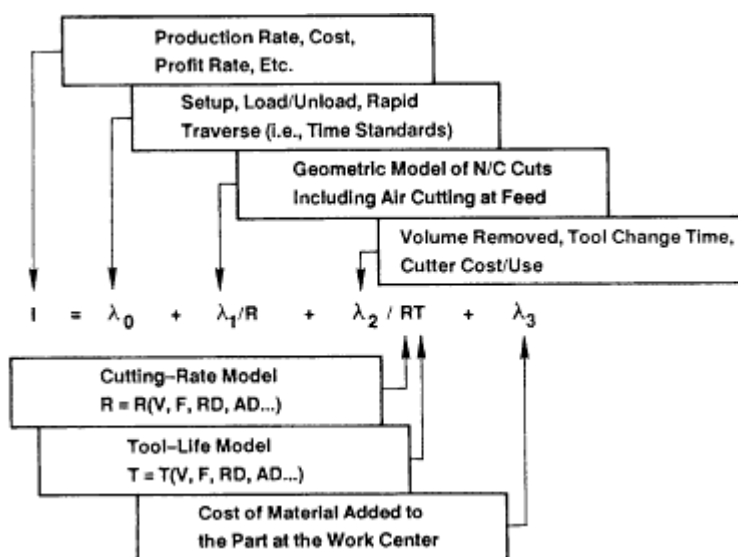 Production Rate, Cost,
Profit Rate, Etc.
Setup, Load/Unload, Rapid
Traverse (i.e., Time Standards)
Geometric Model of N/C Cuts
Including Air Cutting at Feed
Volume Removed, Tool Change Time,
Cutter Cost/Use
I = λ0 + λ1/R + λ2 / RT + λ3
Cutting–Rate Model
R = R(V, F, RD, AD...)
Tool–Life Model
T = T(V, F, RD, AD...)
Cost of Material Added to
the Part at the Work Center